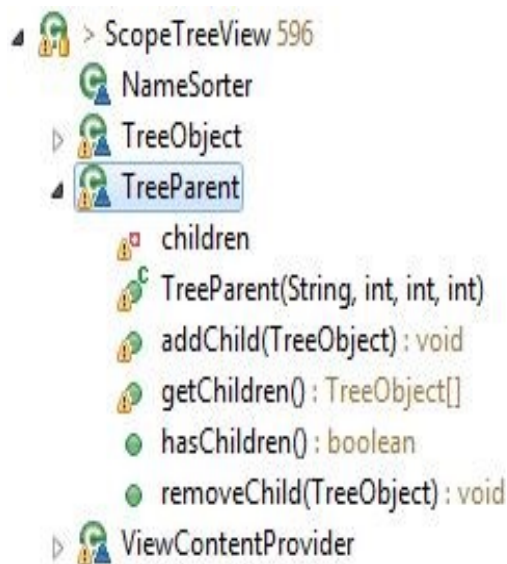 > ScopeTreeView 596
NameSorter
TreeObject
TreeParent
children
TreeParent(String, int, int, int)
addChild(TreeObject) : void
getChildren() : TreeObject[]
hasChildren() : boolean
removeChild(TreeObject) : void
ViewContentProvider